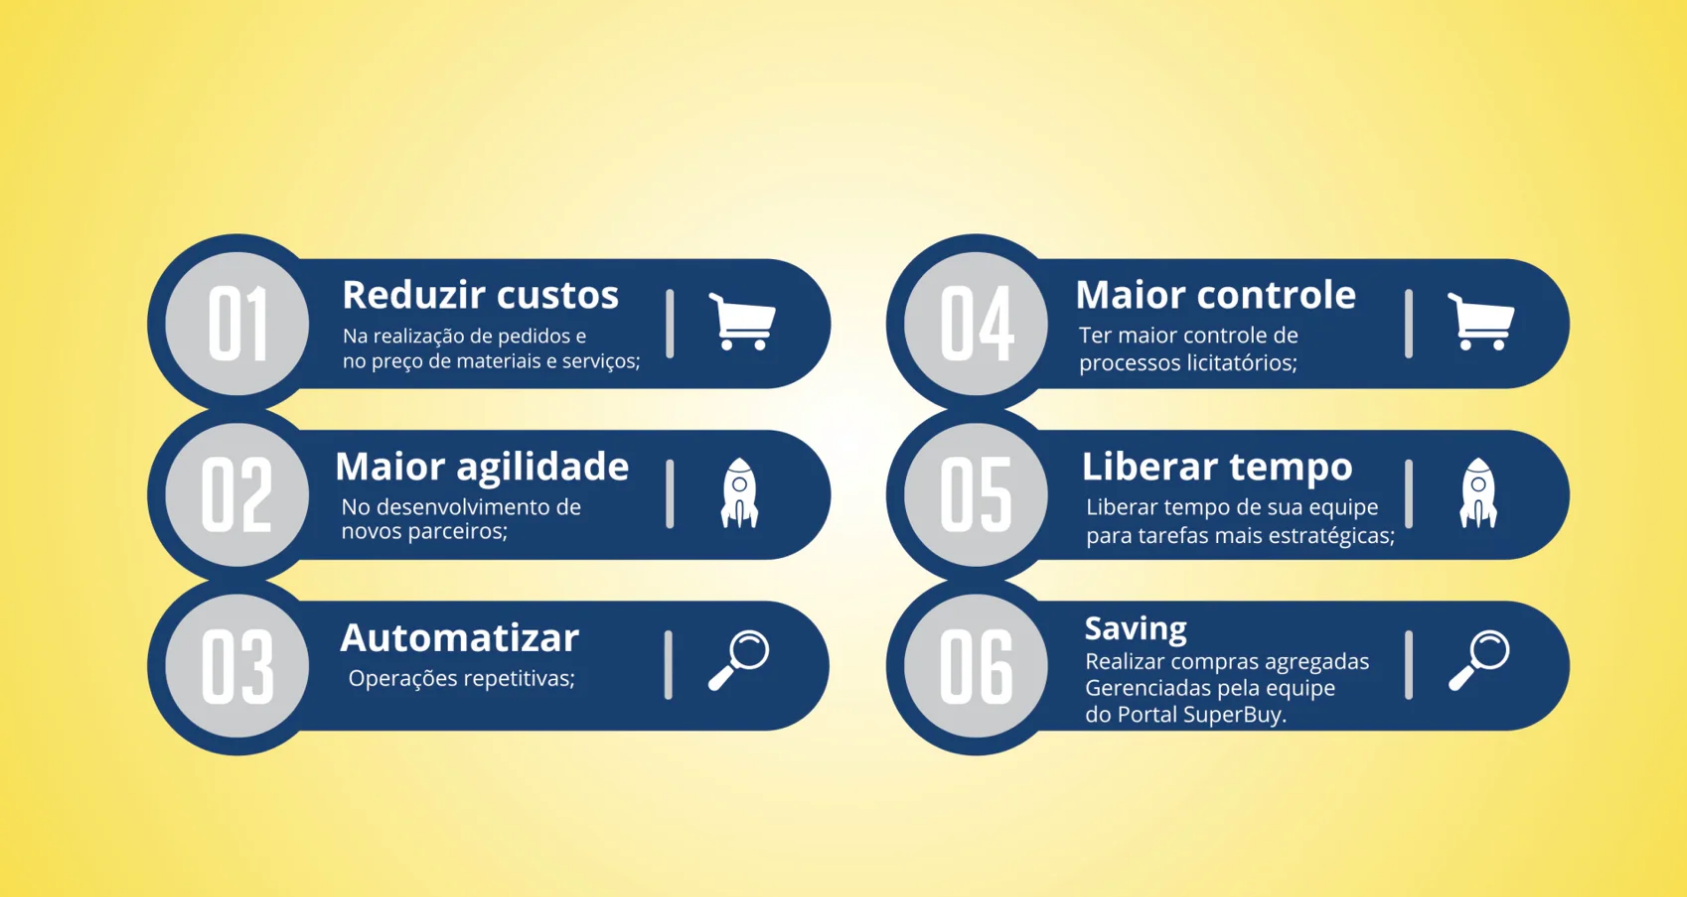 01
Reduzir custos
Na realização de pedidos e
no preço de materiais e serviços;
02
Maior agilidade
No desenvolvimento de
novos parceiros;
03
Automatizar
Operações repetitivas;
04
Maior controle
Ter maior controle de
processos licitatórios;
05
Liberar tempo
Liberar tempo de sua equipe
para tarefas mais estratégicas;
06
Saving
Realizar compras agregadas
Gerenciadas pela equipe
do Portal SuperBuy.